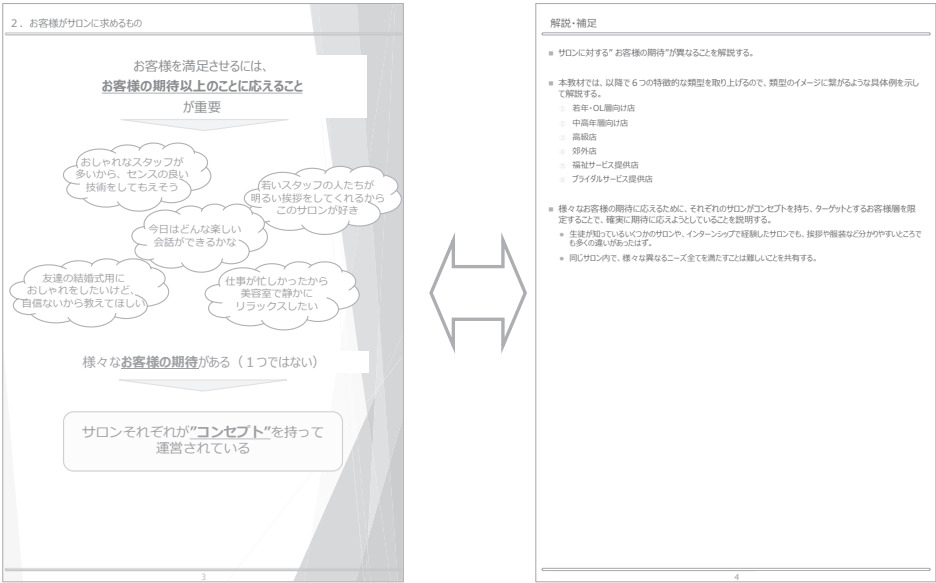 ２．お客様がサロンに求めるもの
お客様を満足させるには、
お客様の期待以上のことに応えること
が重要
おしゃれなスタッフが
多いから、センスの良い
技術をしてもえそう
若いスタッフの人たちが
明るい挨拶をしてくれるから
このサロンが好き
今日はどんな楽しい
会話ができるかな
友達の結婚式用に
おしゃれをしたいけど、
自信ないから教えてほしい
仕事が忙しかったから
美容室で静かに
リラックスしたい
様々なお客様の期待がある（１つではない）
サロンそれぞれが”コンセプト”を持って
運営されている
3
解説・補足
■ サロンに対する” お客様の期待”が異なることを解説する。
■ 本教材では、以降で６つの特徴的な類型を取り上げるので、類型のイメージに繋がるような具体例を示し
て解説する。
① 若年・OL層向け店
② 中高年層向け店
③ 高級店
④ 郊外店
⑤ 福祉サービス提供店
⑥ ブライダルサービス提供店
■ 様々なお客様の期待に応えるために、それぞれのサロンがコンセプトを持ち、ターゲットとするお客様層を限
定することで、確実に期待に応えようとしていることを説明する。
● 生徒が知っているいくつかのサロンや、インターンシップで経験したサロンでも、挨拶や服装など分かりやすいところで
も多くの違いがあったはず。
● 同じサロン内で、様々な異なるニーズ全てを満たすことは難しいことを共有する。
4